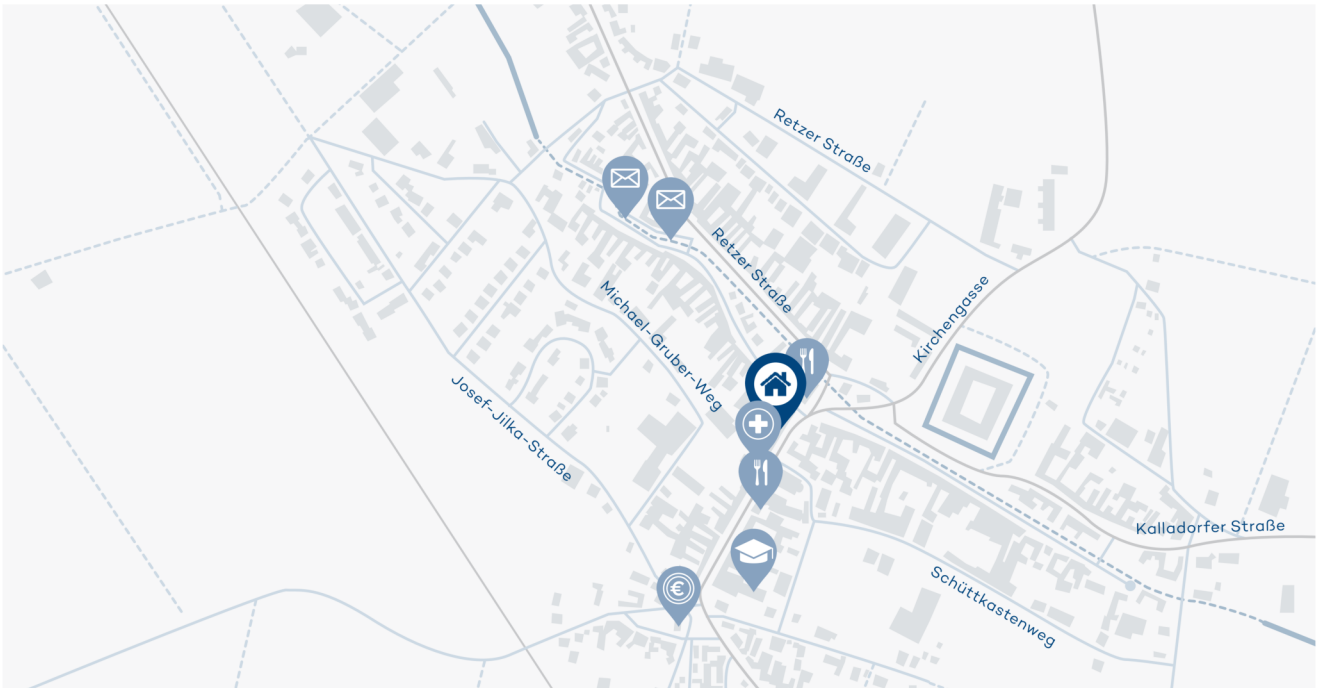 Retzer Straße
Retzer Straße
Kirchengasse
Michael-Gruber-Weg
Josef-Jilka-Straße
Kalladorfer Straße
Schüttkastenweg
€